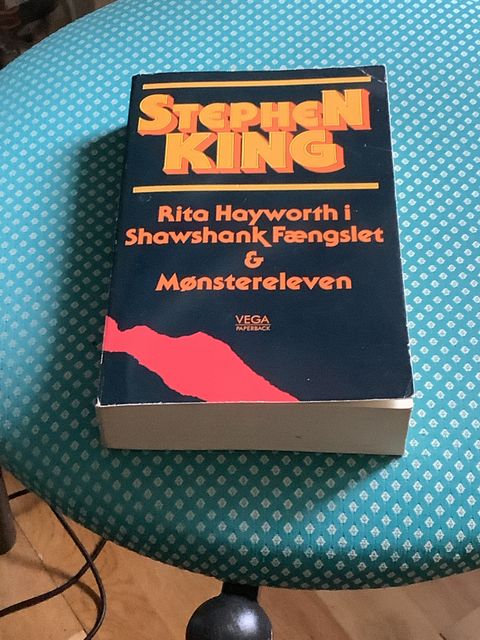 STEPHEN
KING
Rita Hayworth i
Shawshank Fængslet
&
Mønstereleven
VEGA
PAPERBACK